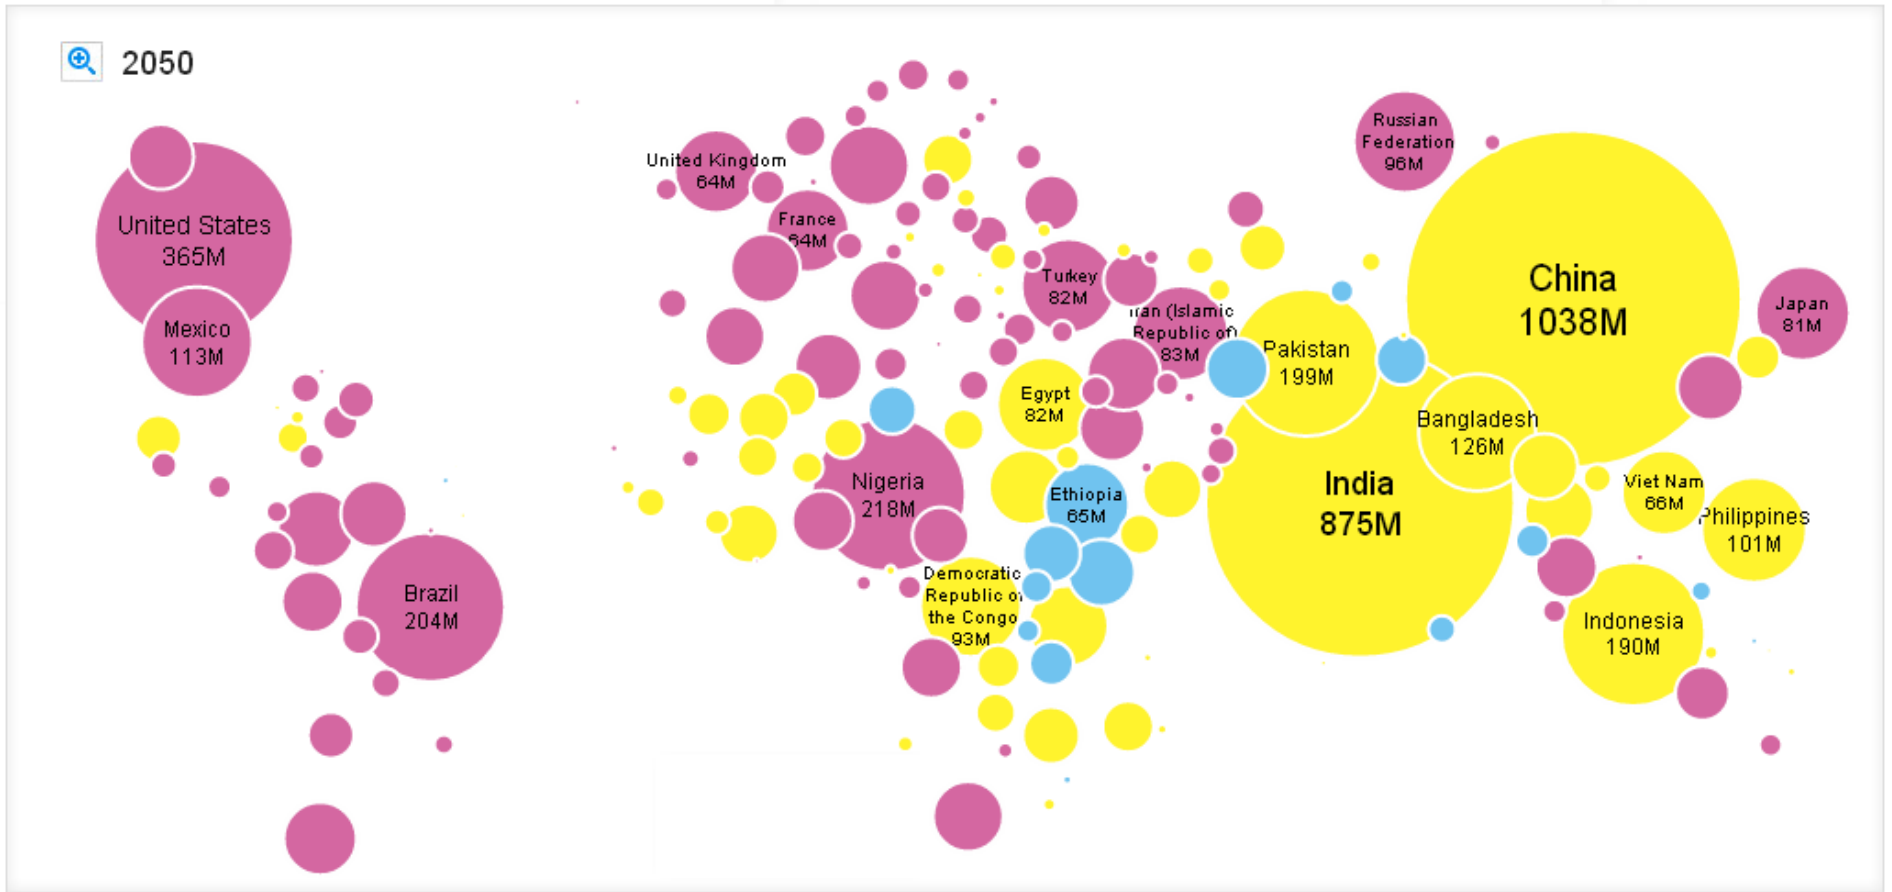 2050
United States
365M
Mexico
113M
Brazil
204M
United Kingdom
64M
France
64M
Turkey
82M
Iran (Islamic
Republic of)
83M
Egypt
82M
Nigeria
218M
Ethiopia
65M
Democratic
Republic of
the Congo
93M
Russian
Federation
96M
China
1038M
Japan
81M
Pakistan
199M
Bangladesh
126M
India
875M
Viet Nam
66M
Philippines
101M
Indonesia
190M